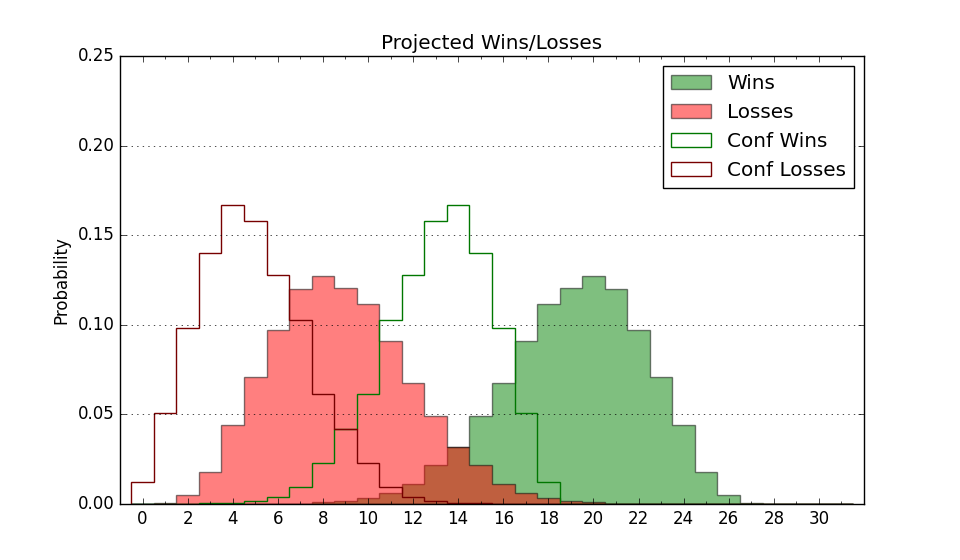 Projected Wins/Losses
0.25
0.20
0.15
0.10
0.05
0.00
Probability
Wins
Losses
Conf Wins
Conf Losses
0 2 4 6 8 10 12 14 16 18 20 22 24 26 28 30